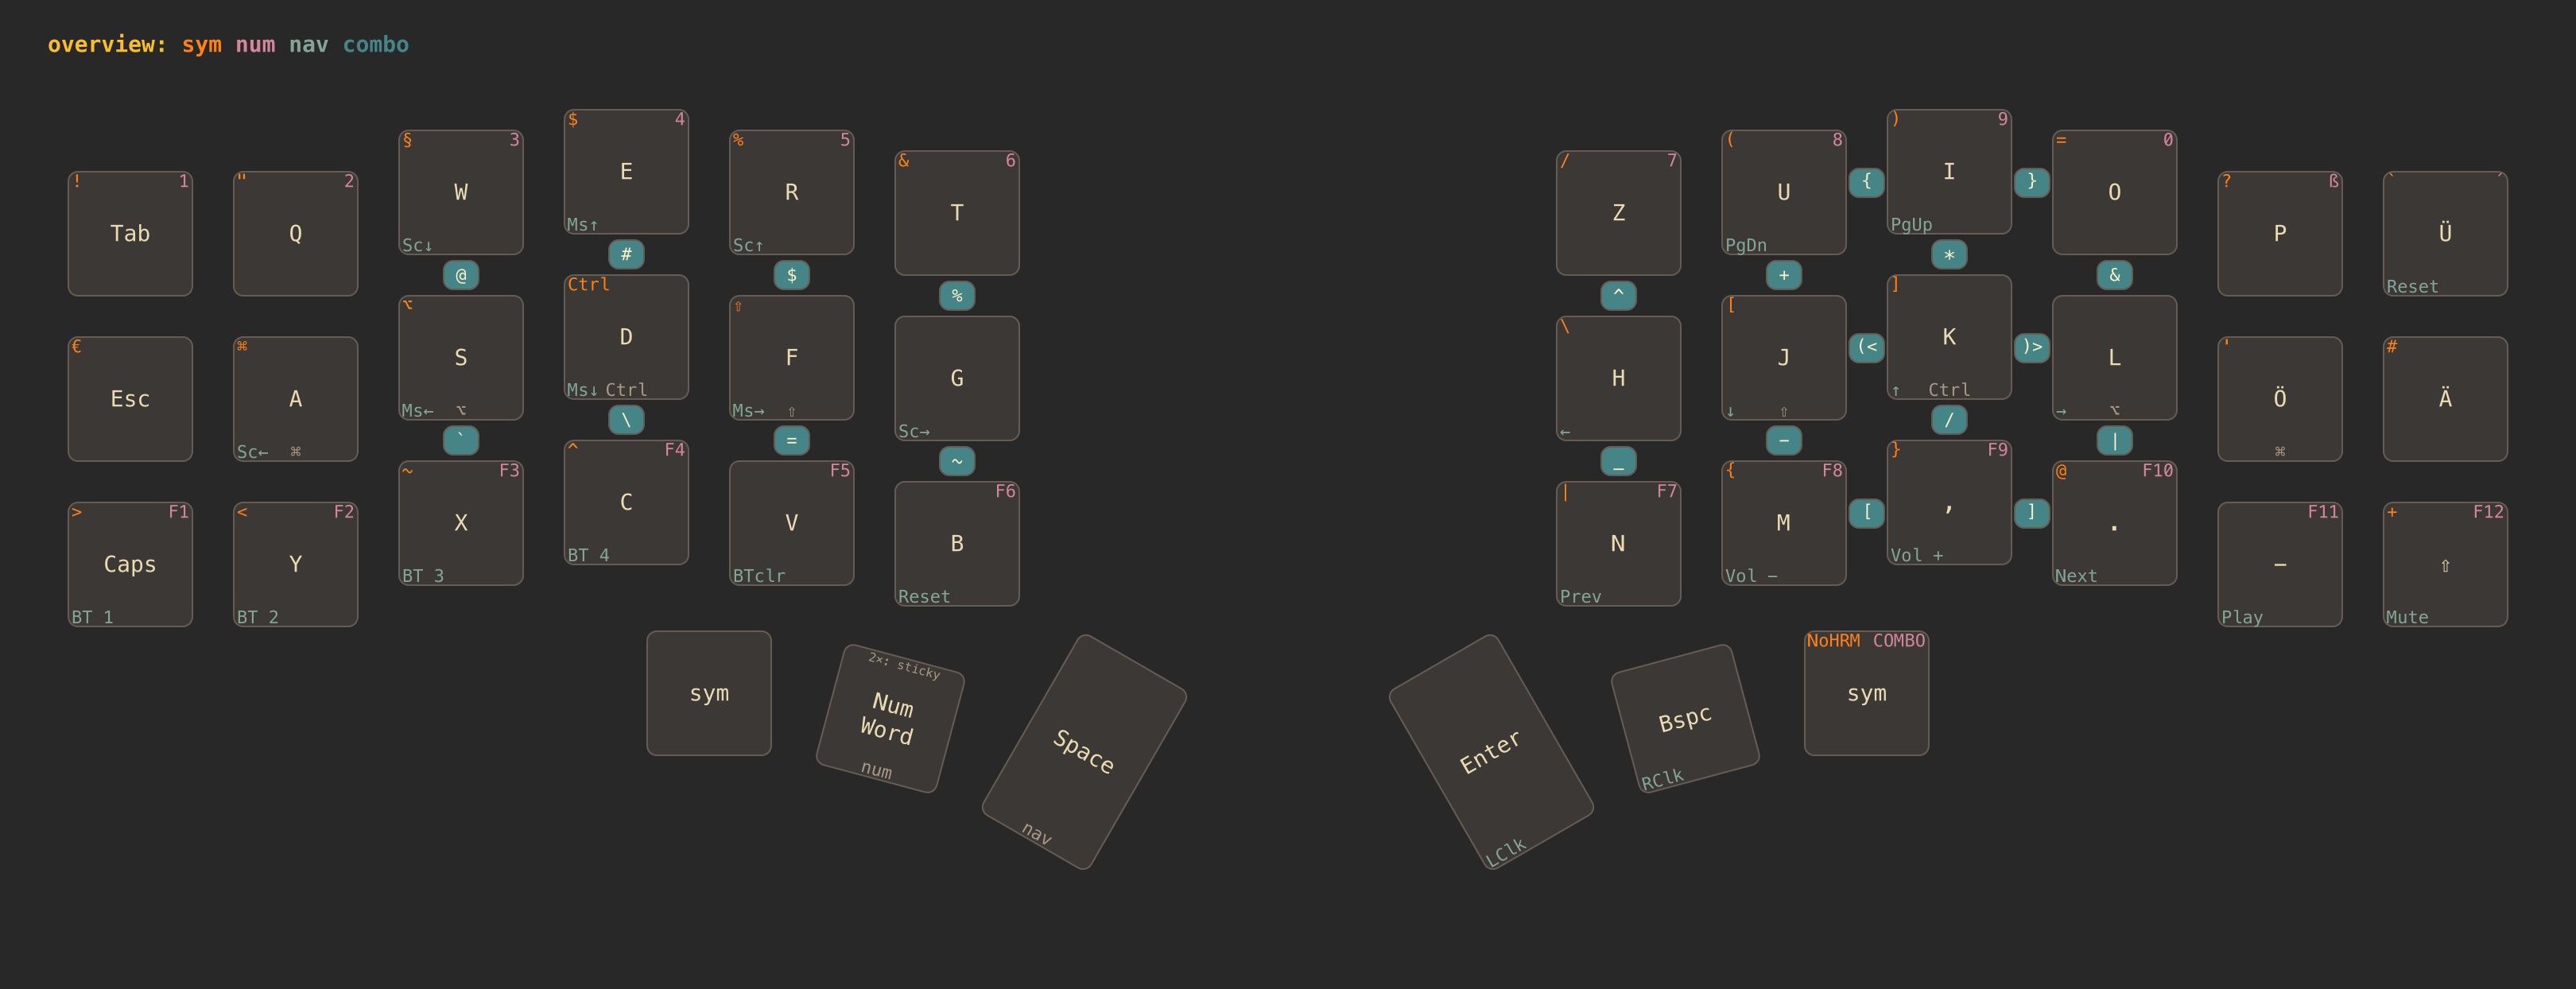 overview: sym num nav combo
$ 4 ) 9
§ 3 E % 5 ( 8 I = 0
& 6 / 7
! 1 " 2 W R U { } O ? ß ` ´
T Z
Tab Q Ms↑ PgUp P Ü
Sc↓ # Sc↑ PgDn * 
@ $ + &
Ctrl ] Reset
⌥ ⇧ % ^ [
\
€ ⌘ D K ' #
S F J (< )> L
G H
Esc A Ms↓ Ctrl ↑ Ctrl Ö Ä
Ms← ⌥ Ms→ ⇧ ↓ ⇧ → ⌥
\ /
Sc→ ←
` = − |
Sc← ⌘ ⌘
^ F4 } F9
~ F3 F5 ~ _ { F8 @ F10
F6 | F7
> F1 < F2 C , F11 + F12
X V M [ ] .
B N
Caps Y BT 4 Vol + − ⇧
BT 3 BTclr Vol − Next
Reset Prev
BT 1 BT 2 Play Mute
NoHRM COMBO
2×: sticky
sym Num sym
Word Bspc
Space Enter
num RClk
nav LClk